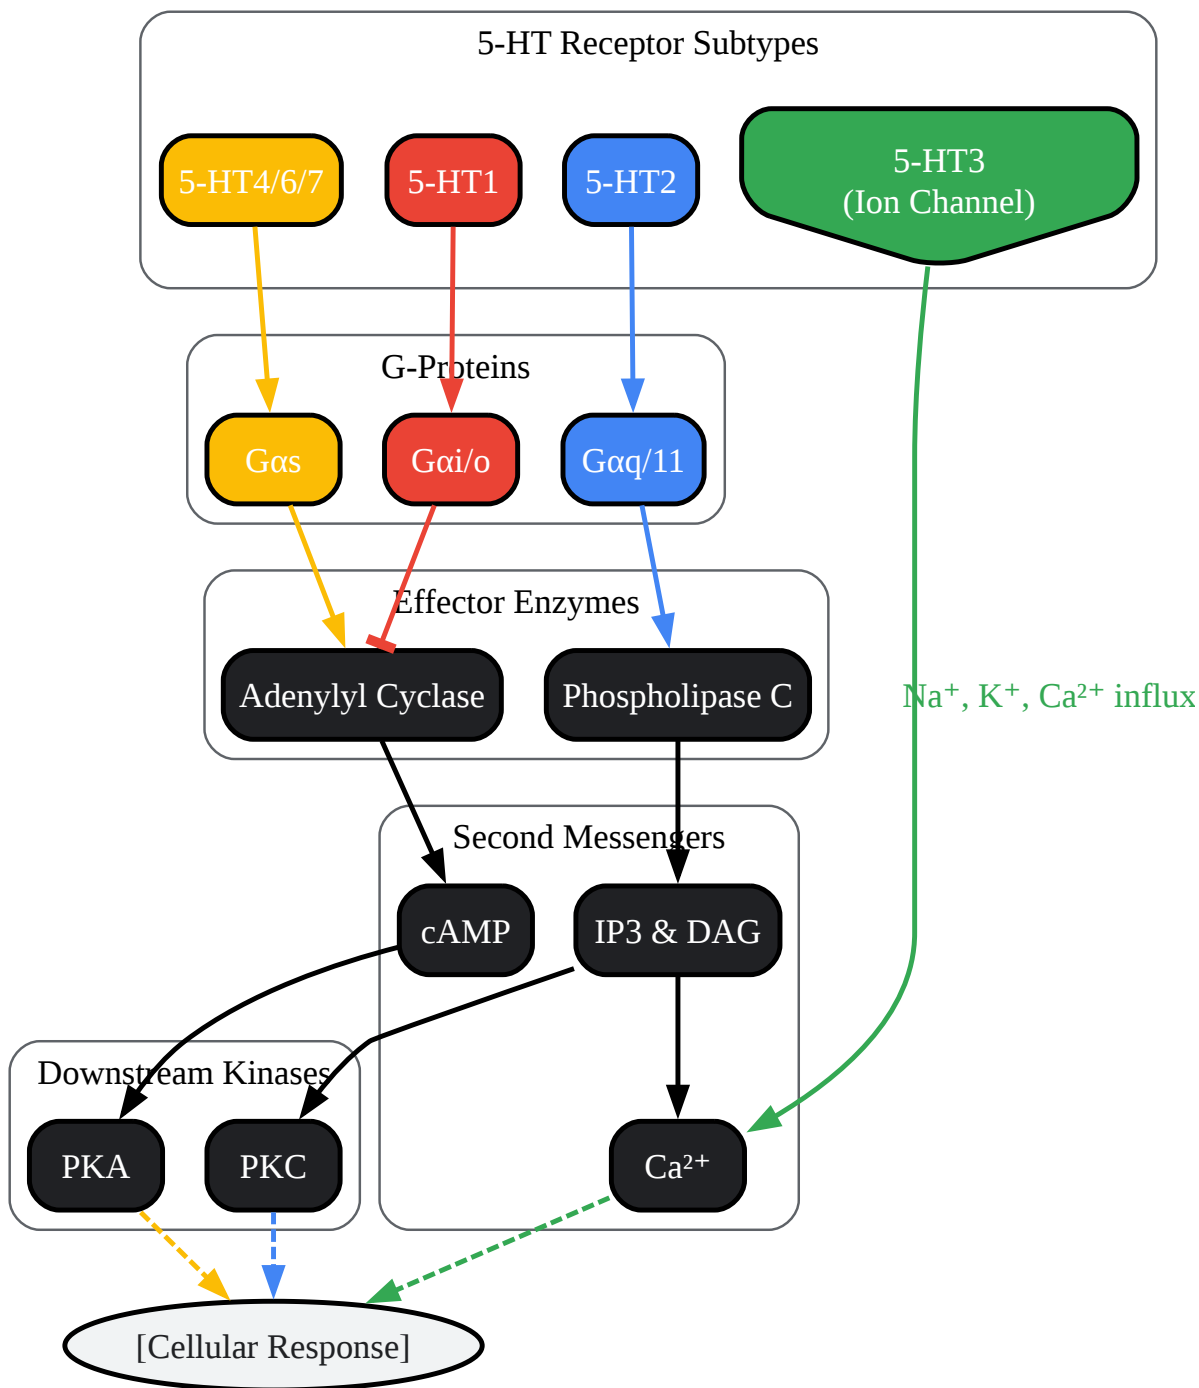 5-HT Receptor Subtypes
5-HT4/6/7
5-HT1
5-HT2
5-HT3
(Ion Channel)
G-Proteins
Gαs
Gαi/o
Gαq/11
Effector Enzymes
Adenylyl Cyclase
Phospholipase C
Na⁺, K⁺, Ca²⁺ influx
Second Messengers
cAMP
IP3 & DAG
Downstream Kinases
PKA
PKC
Ca²⁺
[Cellular Response]